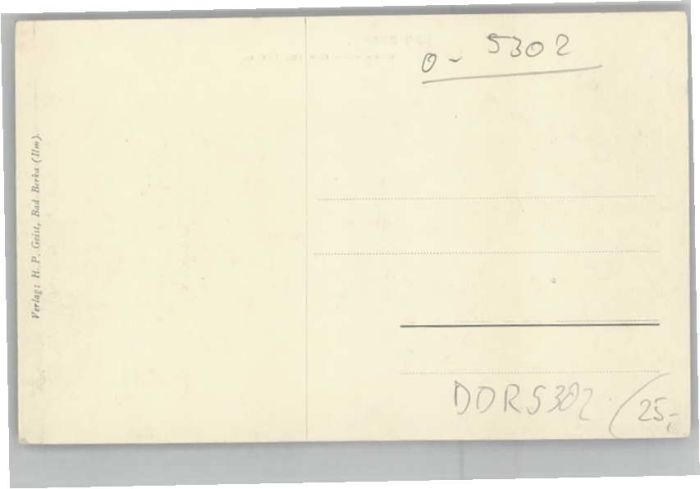 0- 5302
Verlag: H. P. Geist, Bad Berka (Ilm).
DDR5302
(25,-